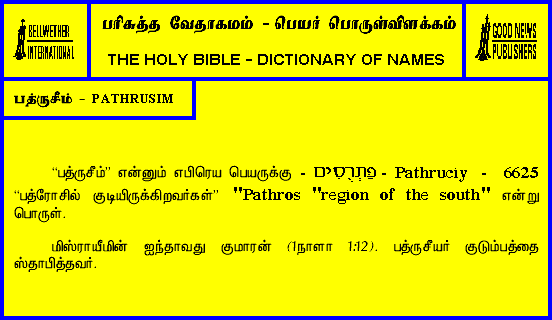 BELLWETHER
INTERNATIONAL
பரிசுத்த வேதாகமம் - பெயர் பொருள்விளக்கம்
THE HOLY BIBLE - DICTIONARY OF NAMES
GOOD NEWS
PUBLISHERS
பத்ருசீம் - PATHRUSIM
“பத்ருசீம்” என்னும் எபிரெய பெயருக்கு - פַּתְרֻסִים - Pathruciy - 6625
“பத்ரோசில் குடியிருக்கிறவர்கள்” "Pathros "region of the south" என்று
பொருள்.
மிஸ்ராயீமின் ஐந்தாவது குமாரன் (1நாளா 1:12). பத்ருசீயர் குடும்பத்தை
ஸ்தாபித்தவர்.